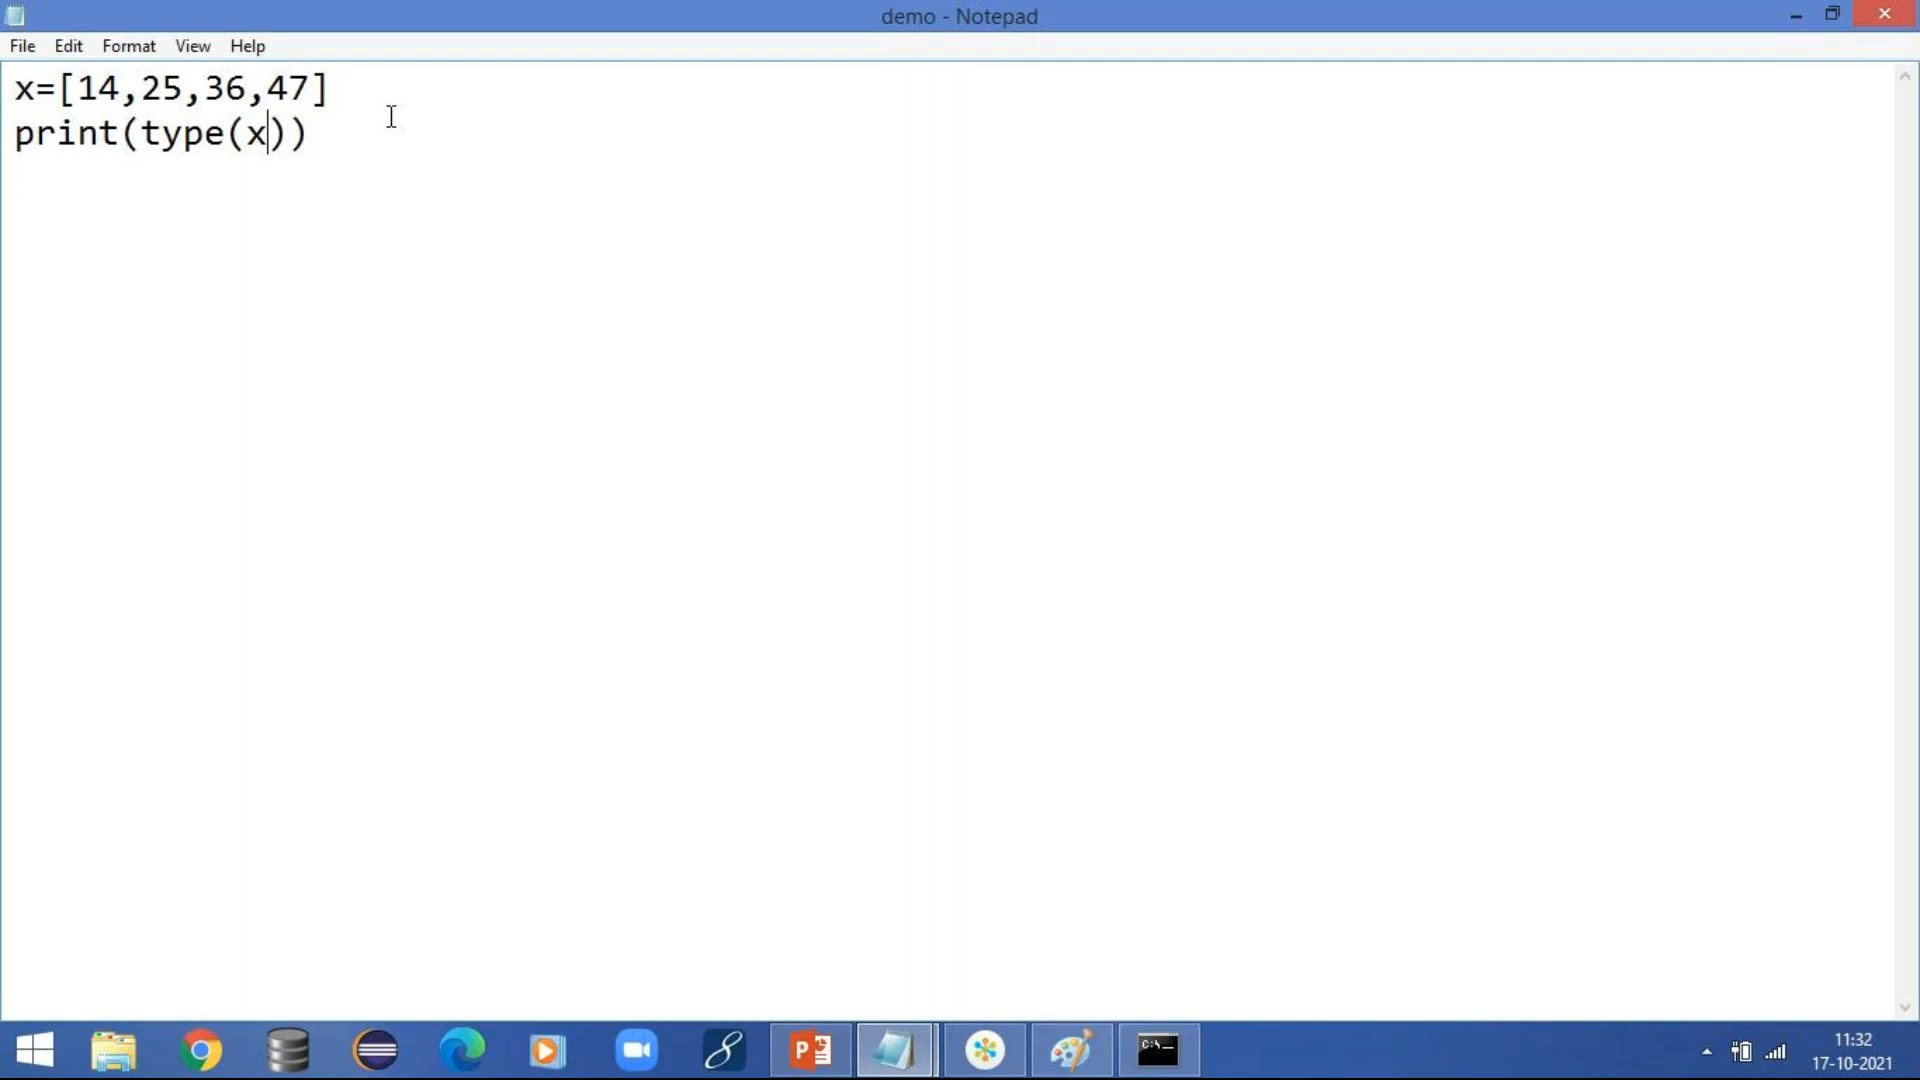 demo - Notepad
File Edit Format View Help
x=[14,25,36,47]
print(type(x))
C:\_
11:32
17-10-2021